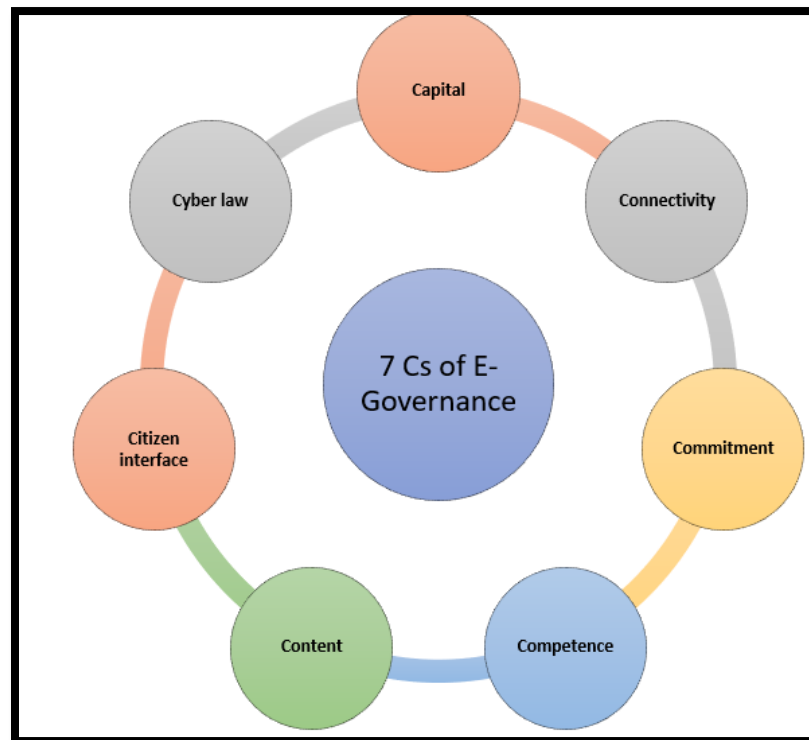 Capital
Connectivity
Commitment
Competence
Content
Citizen
interface
Cyber law
7 Cs of E-
Governance